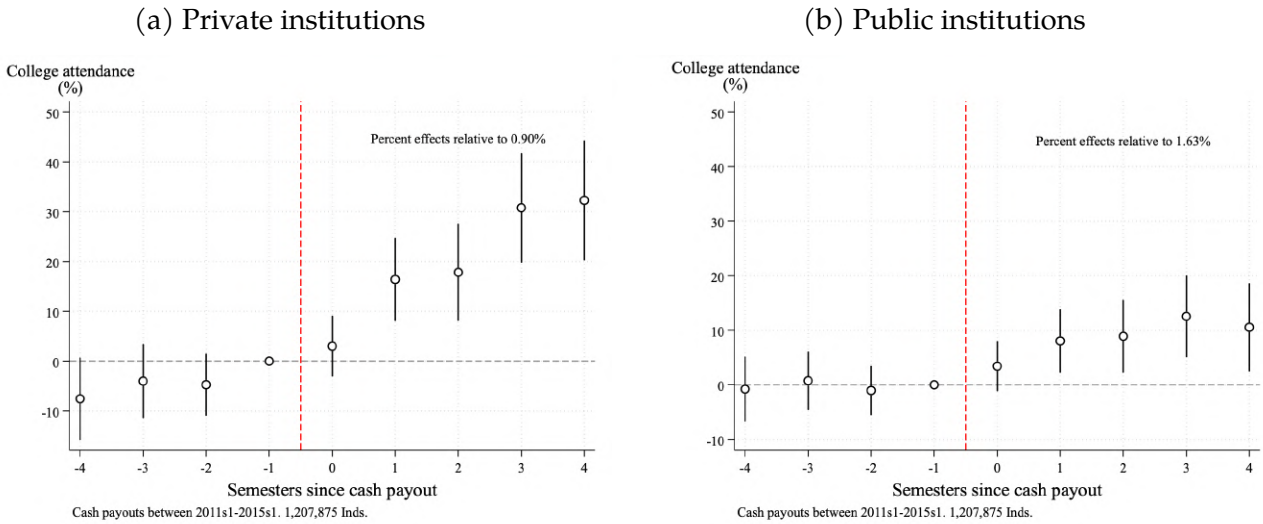 (a) Private institutions
College attendance
(%)
50
40
30
20
10
0
-10
Percent effects relative to 0.90%
-4 -3 -2 -1 0 1 2 3 4
Semesters since cash payout
Cash payouts between 2011s1-2015s1. 1,207,875 Inds.
(b) Public institutions
College attendance
(%)
50
40
30
20
10
0
-10
Percent effects relative to 1.63%
-4 -3 -2 -1 0 1 2 3 4
Semesters since cash payout
Cash payouts between 2011s1-2015s1. 1,207,875 Inds.